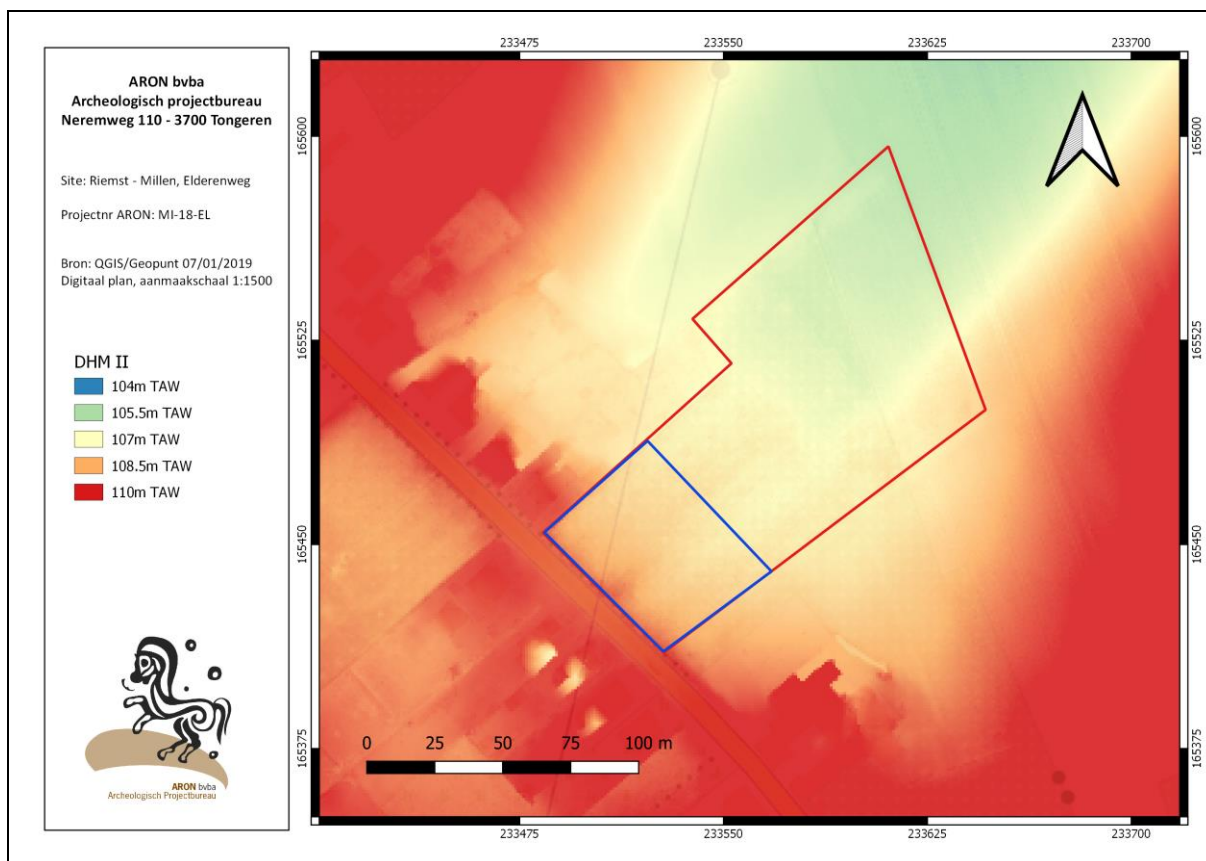 ARON bvba
Archeologisch projectbureau
Neremweg 110 - 3700 Tongeren
Site: Riemst - Millen, Elderenweg
Projectnr ARON: MI-18-EL
Bron: QGIS/Geopunt 07/01/2019
Digitaal plan, aanmaakschaal 1:1500
DHM II
104m TAW
105.5m TAW
107m TAW
108.5m TAW
110m TAW
ARON bvba
Archeologisch Projectbureau
233475 233550 233625 233700
165600 165600
165525 165525
165450 165450
165375 165375
0 25 50 75 100 m
233475 233550 233625 233700